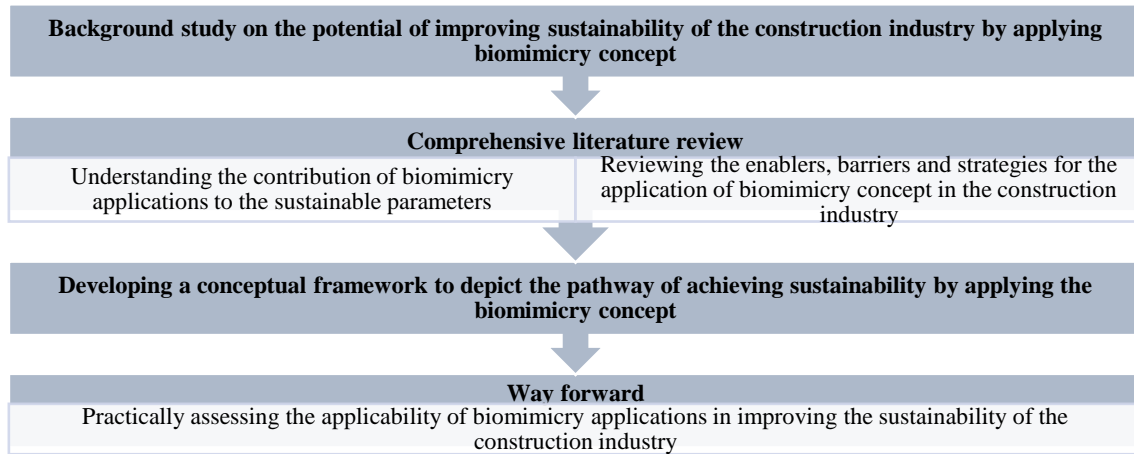 Background study on the potential of improving sustainability of the construction industry by applying
biomimicry concept
Comprehensive literature review
Understanding the contribution of biomimicry
applications to the sustainable parameters
Reviewing the enablers, barriers and strategies for the
application of biomimicry concept in the construction
industry
Developing a conceptual framework to depict the pathway of achieving sustainability by applying the
biomimicry concept
Way forward
Practically assessing the applicability of biomimicry applications in improving the sustainability of the
construction industry